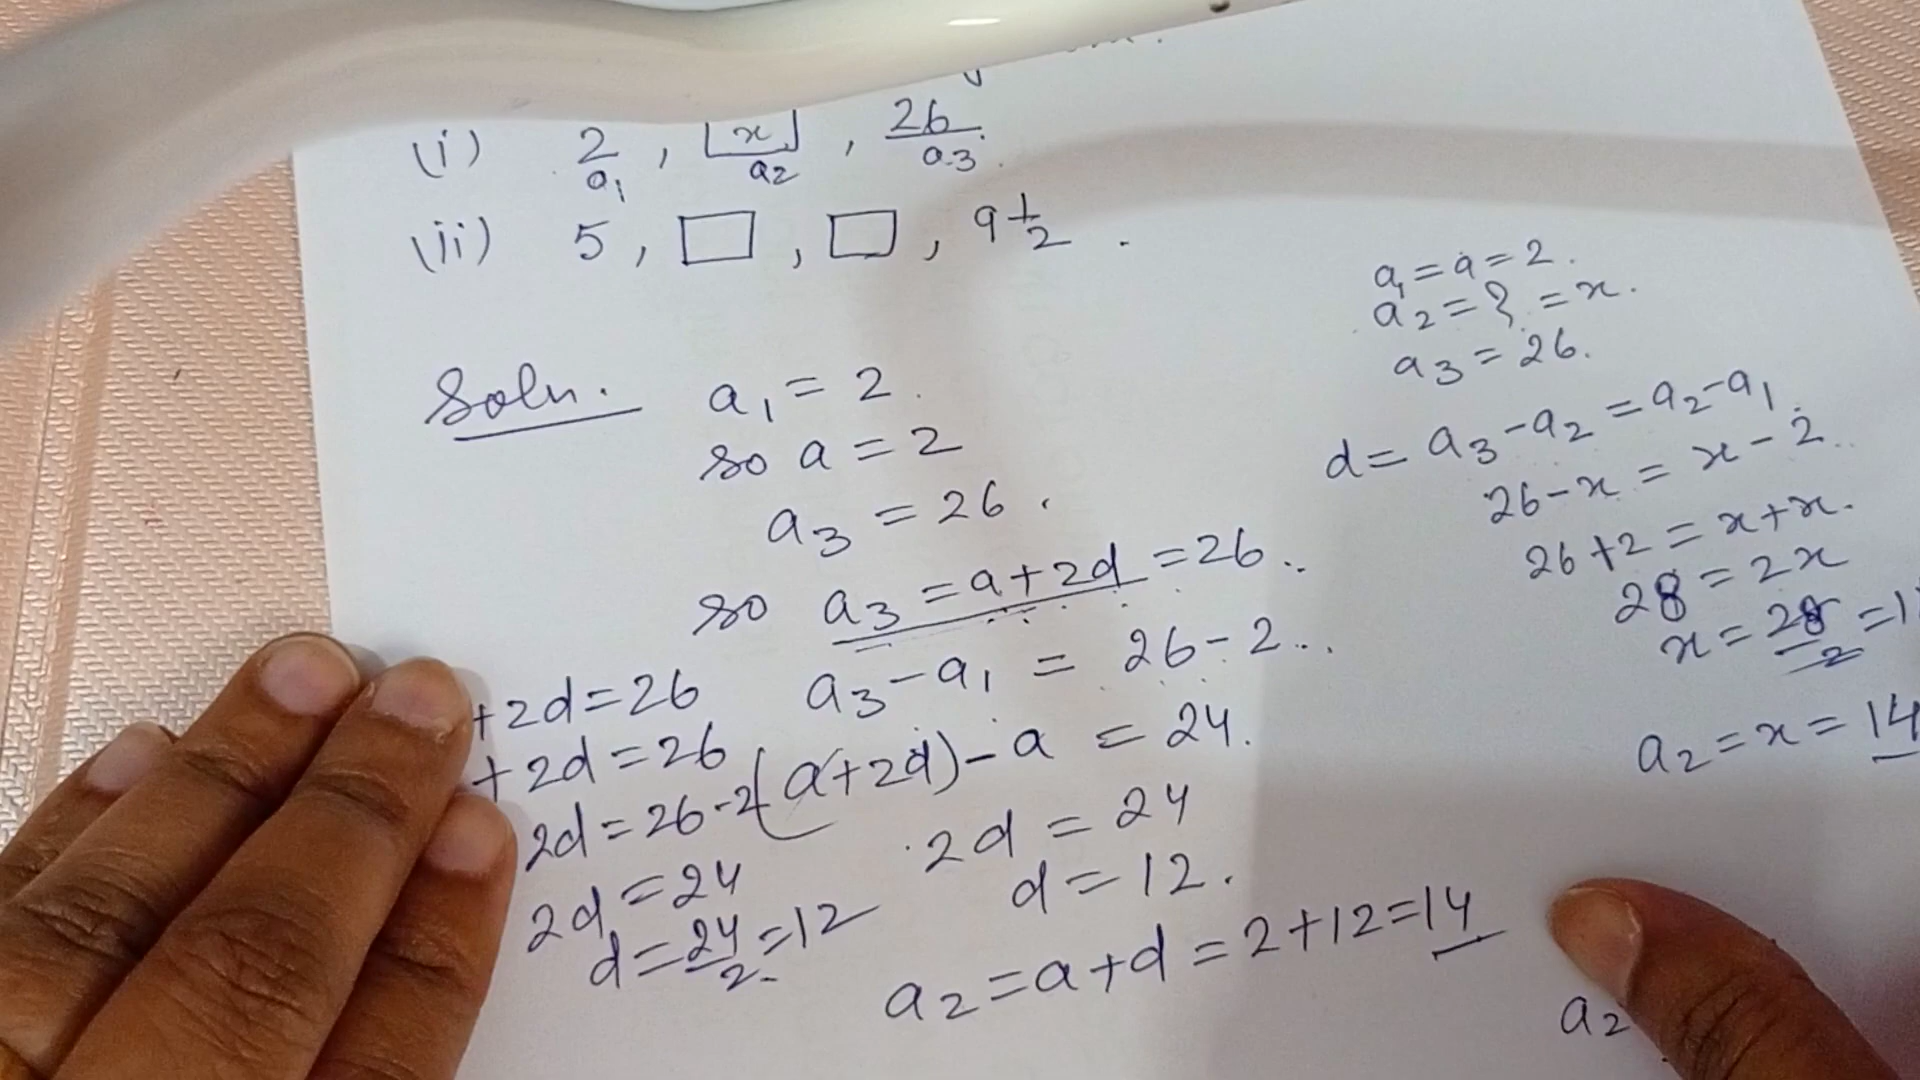 (i) 2/a1 , [x]/a2 , 26/a3 .
(ii) 5, □, □, 9 1/2 .
Soln. a1 = 2.
so a = 2
a3 = 26.
so a3 = a+2d = 26..
a3 - a1 = 26 - 2..
(a+2d) - a = 24.
2d = 24
d = 12.
a2 = a+d = 2+12 = 14
+2d = 26
+2d = 26
2d = 26-2
2d = 24
d = 24/2 = 12
a1 = a = 2.
a2 = ? = x.
a3 = 26.
d = a3 - a2 = a2 - a1.
26 - x = x - 2..
26 + 2 = x + x.
28 = 2x
x = 28/2 = 1
a2 = x = 14
a2